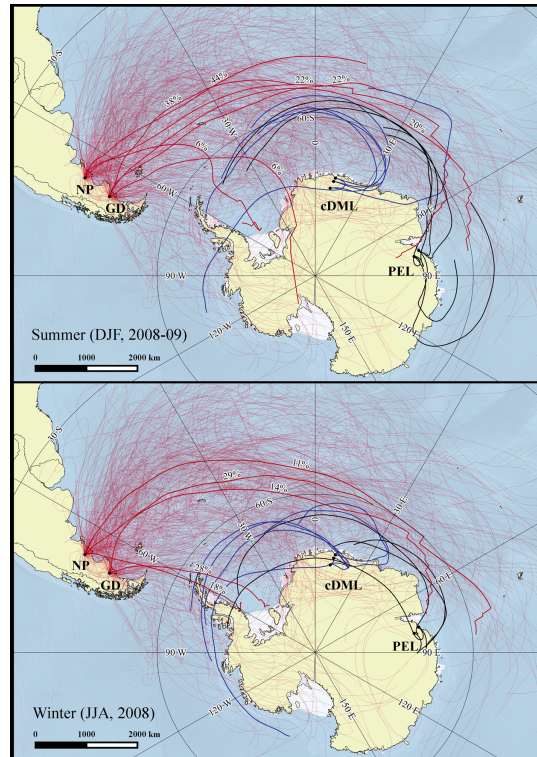 30 S
44%
22%
22%
38%
20%
30 W
0
60 S
30 E
6%
6%
NP
60 W
GD
cDML
60 E
PEL
90 W
90 E
120 W
150 E
120 E
Summer (DJF, 2008-09)
0 1000 2000 km
30 S
11%
29%
14%
60 S
0
30 E
30 W
60 W
NP
28%
60 E
GD
18%
cDML
PEL
90 W
90 E
120 W
150 E
120 E
Winter (JJA, 2008)
0 1000 2000 km